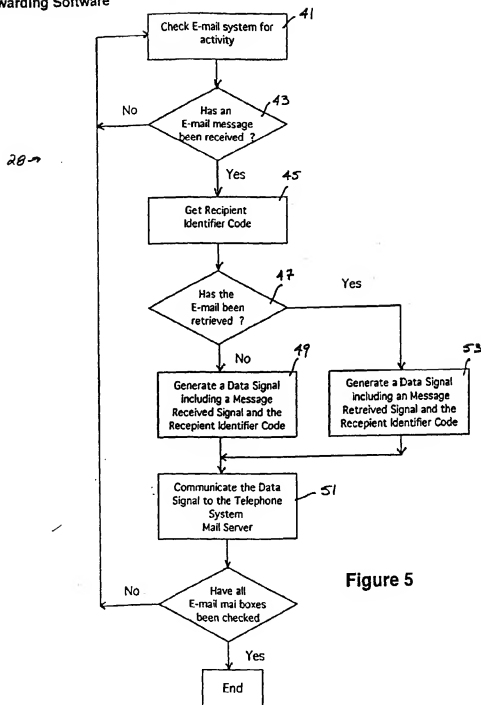 warding Software
Check E-mail system for
activity
41
Has an
E-mail message
been received ?
43
No
28
Yes
45
Get Recipient
Identifier Code
Has the
E-mail been
retrieved ?
47
Yes
No
49
53
Generate a Data Signal
including a Message
Received Signal and the
Recepient Identifier Code
Generate a Data Signal
including an Message
Retreived Signal and the
Recepient Identifier Code
Communicate the Data
Signal to the Telephone
System
Mail Server
51
Have all
E-mail mai boxes
been checked
No
Figure 5
Yes
End